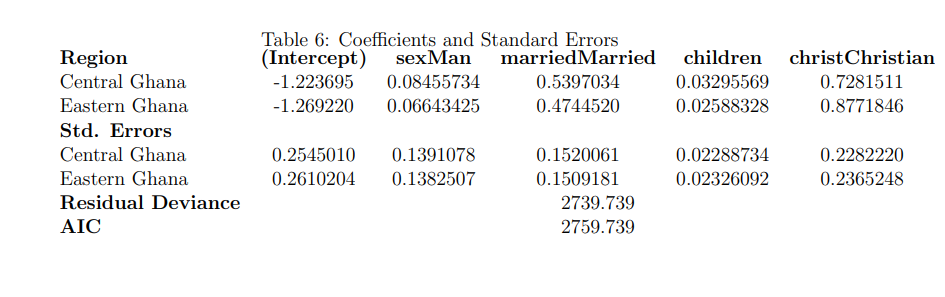 Table 6: Coefficients and Standard Errors
Region (Intercept) sexMan marriedMarried children christChristian
Central Ghana -1.223695 0.08455734 0.5397034 0.03295569 0.7281511
Eastern Ghana -1.269220 0.06643425 0.4744520 0.02588328 0.8771846
Std. Errors
Central Ghana 0.2545010 0.1391078 0.1520061 0.02288734 0.2282220
Eastern Ghana 0.2610204 0.1382507 0.1509181 0.02326092 0.2365248
Residual Deviance 2739.739
AIC 2759.739